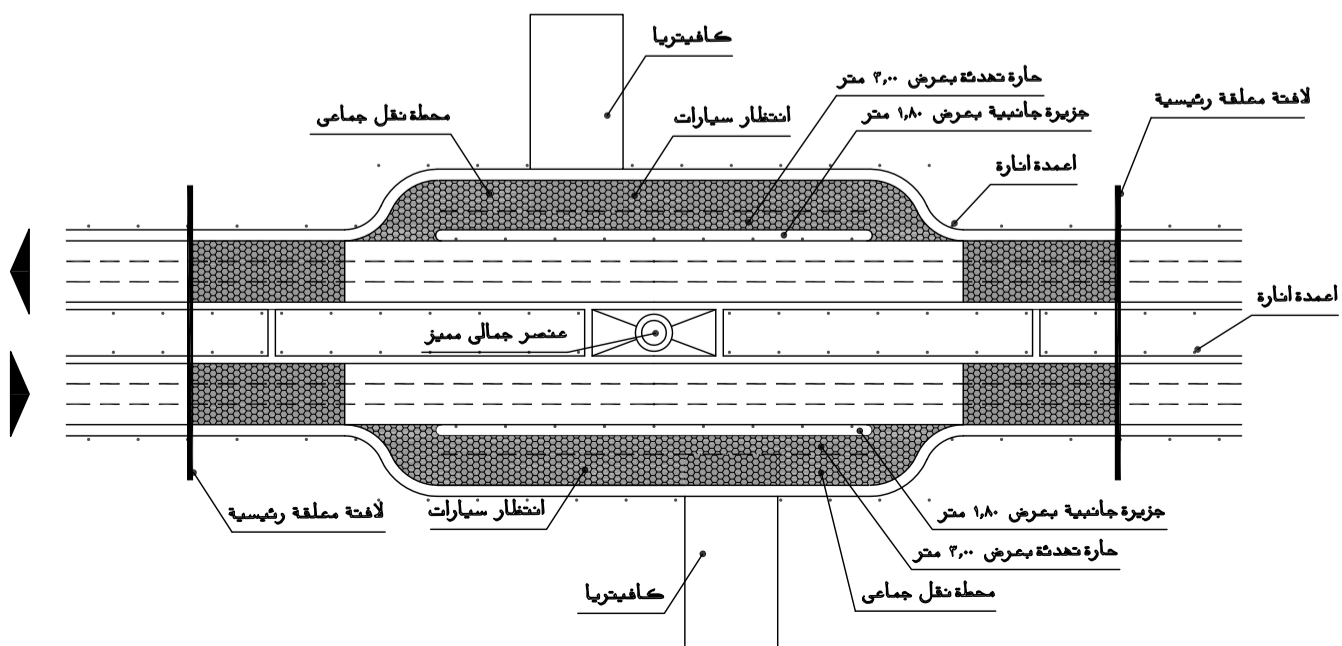 كافيتريا
حارة تهدئة بعرض ٣,٠٠ متر
لافتة معلقة رئيسية
جزيرة جانبية بعرض ١,٨٠ متر
انتظار سيارات
محطة نقل جماعى
اعمدة انارة
اعمدة انارة
عنصر جمالى مميز
لافتة معلقة رئيسية
انتظار سيارات
جزيرة جانبية بعرض ١,٨٠ متر
حارة تهدئة بعرض ٣,٠٠ متر
كافيتريا
محطة نقل جماعى